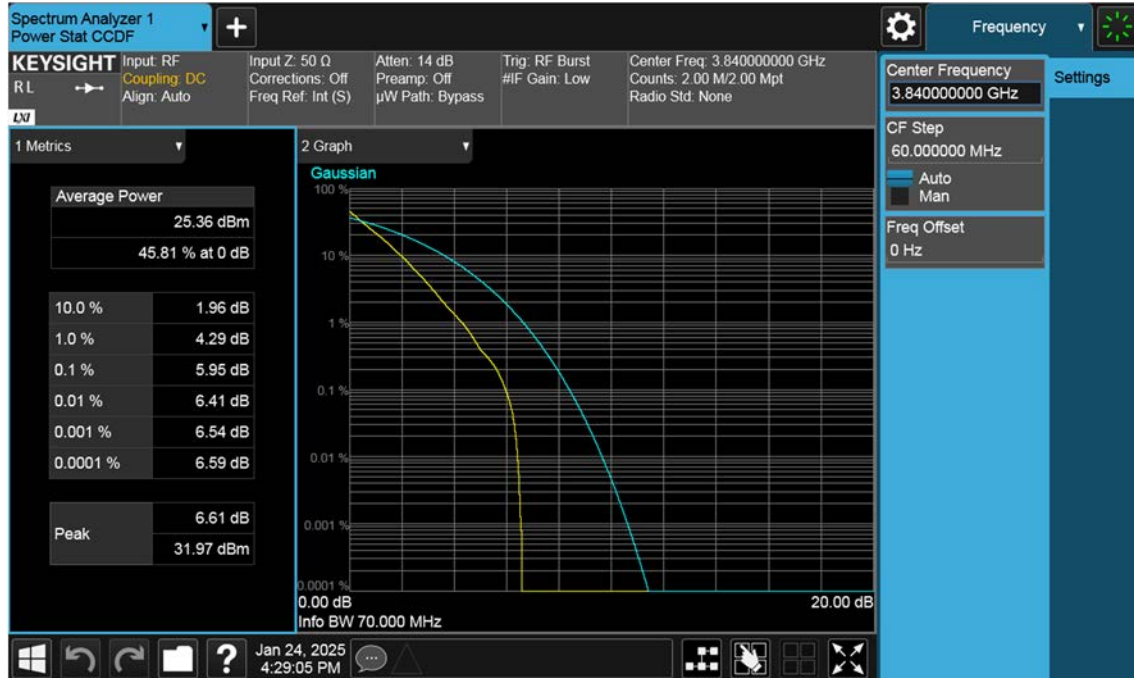 Spectrum Analyzer 1
Power Stat CCDF
Frequency
KEYSIGHT
RL
LXI
Input: RF
Coupling: DC
Align: Auto
Input Z: 50 Ω
Corrections: Off
Freq Ref: Int (S)
Atten: 14 dB
Preamp: Off
µW Path: Bypass
Trig: RF Burst
#IF Gain: Low
Center Freq: 3.840000000 GHz
Counts: 2.00 M/2.00 Mpt
Radio Std: None
Center Frequency
3.840000000 GHz
Settings
CF Step
60.000000 MHz
Auto
Man
Freq Offset
0 Hz
1 Metrics
Average Power
25.36 dBm
45.81 % at 0 dB
10.0 % 1.96 dB
1.0 % 4.29 dB
0.1 % 5.95 dB
0.01 % 6.41 dB
0.001 % 6.54 dB
0.0001 % 6.59 dB
Peak
6.61 dB
31.97 dBm
2 Graph
Gaussian
100 %
10 %
1 %
0.1 %
0.01 %
0.001 %
0.0001 %
0.00 dB 20.00 dB
Info BW 70.000 MHz
?
Jan 24, 2025
4:29:05 PM